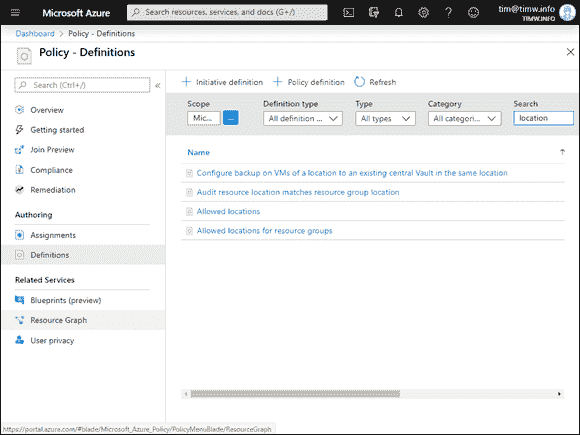 Microsoft Azure
Search resources, services, and docs (G+/)
tim@timw.info
TIMW.INFO
Dashboard > Policy - Definitions
Policy - Definitions
Search (Ctrl+/)
Overview
Getting started
Join Preview
Compliance
Remediation
Authoring
Assignments
Definitions
Related Services
Blueprints (preview)
Resource Graph
User privacy
Initiative definition
Policy definition
Refresh
Scope
Definition type
Type
Category
Search
Mic...
...
All definition ...
All types
All categori...
location
Name
Configure backup on VMs of a location to an existing central Vault in the same location
Audit resource location matches resource group location
Allowed locations
Allowed locations for resource groups
https://portal.azure.com/#blade/Microsoft_Azure_Policy/PolicyMenuBlade/ResourceGraph